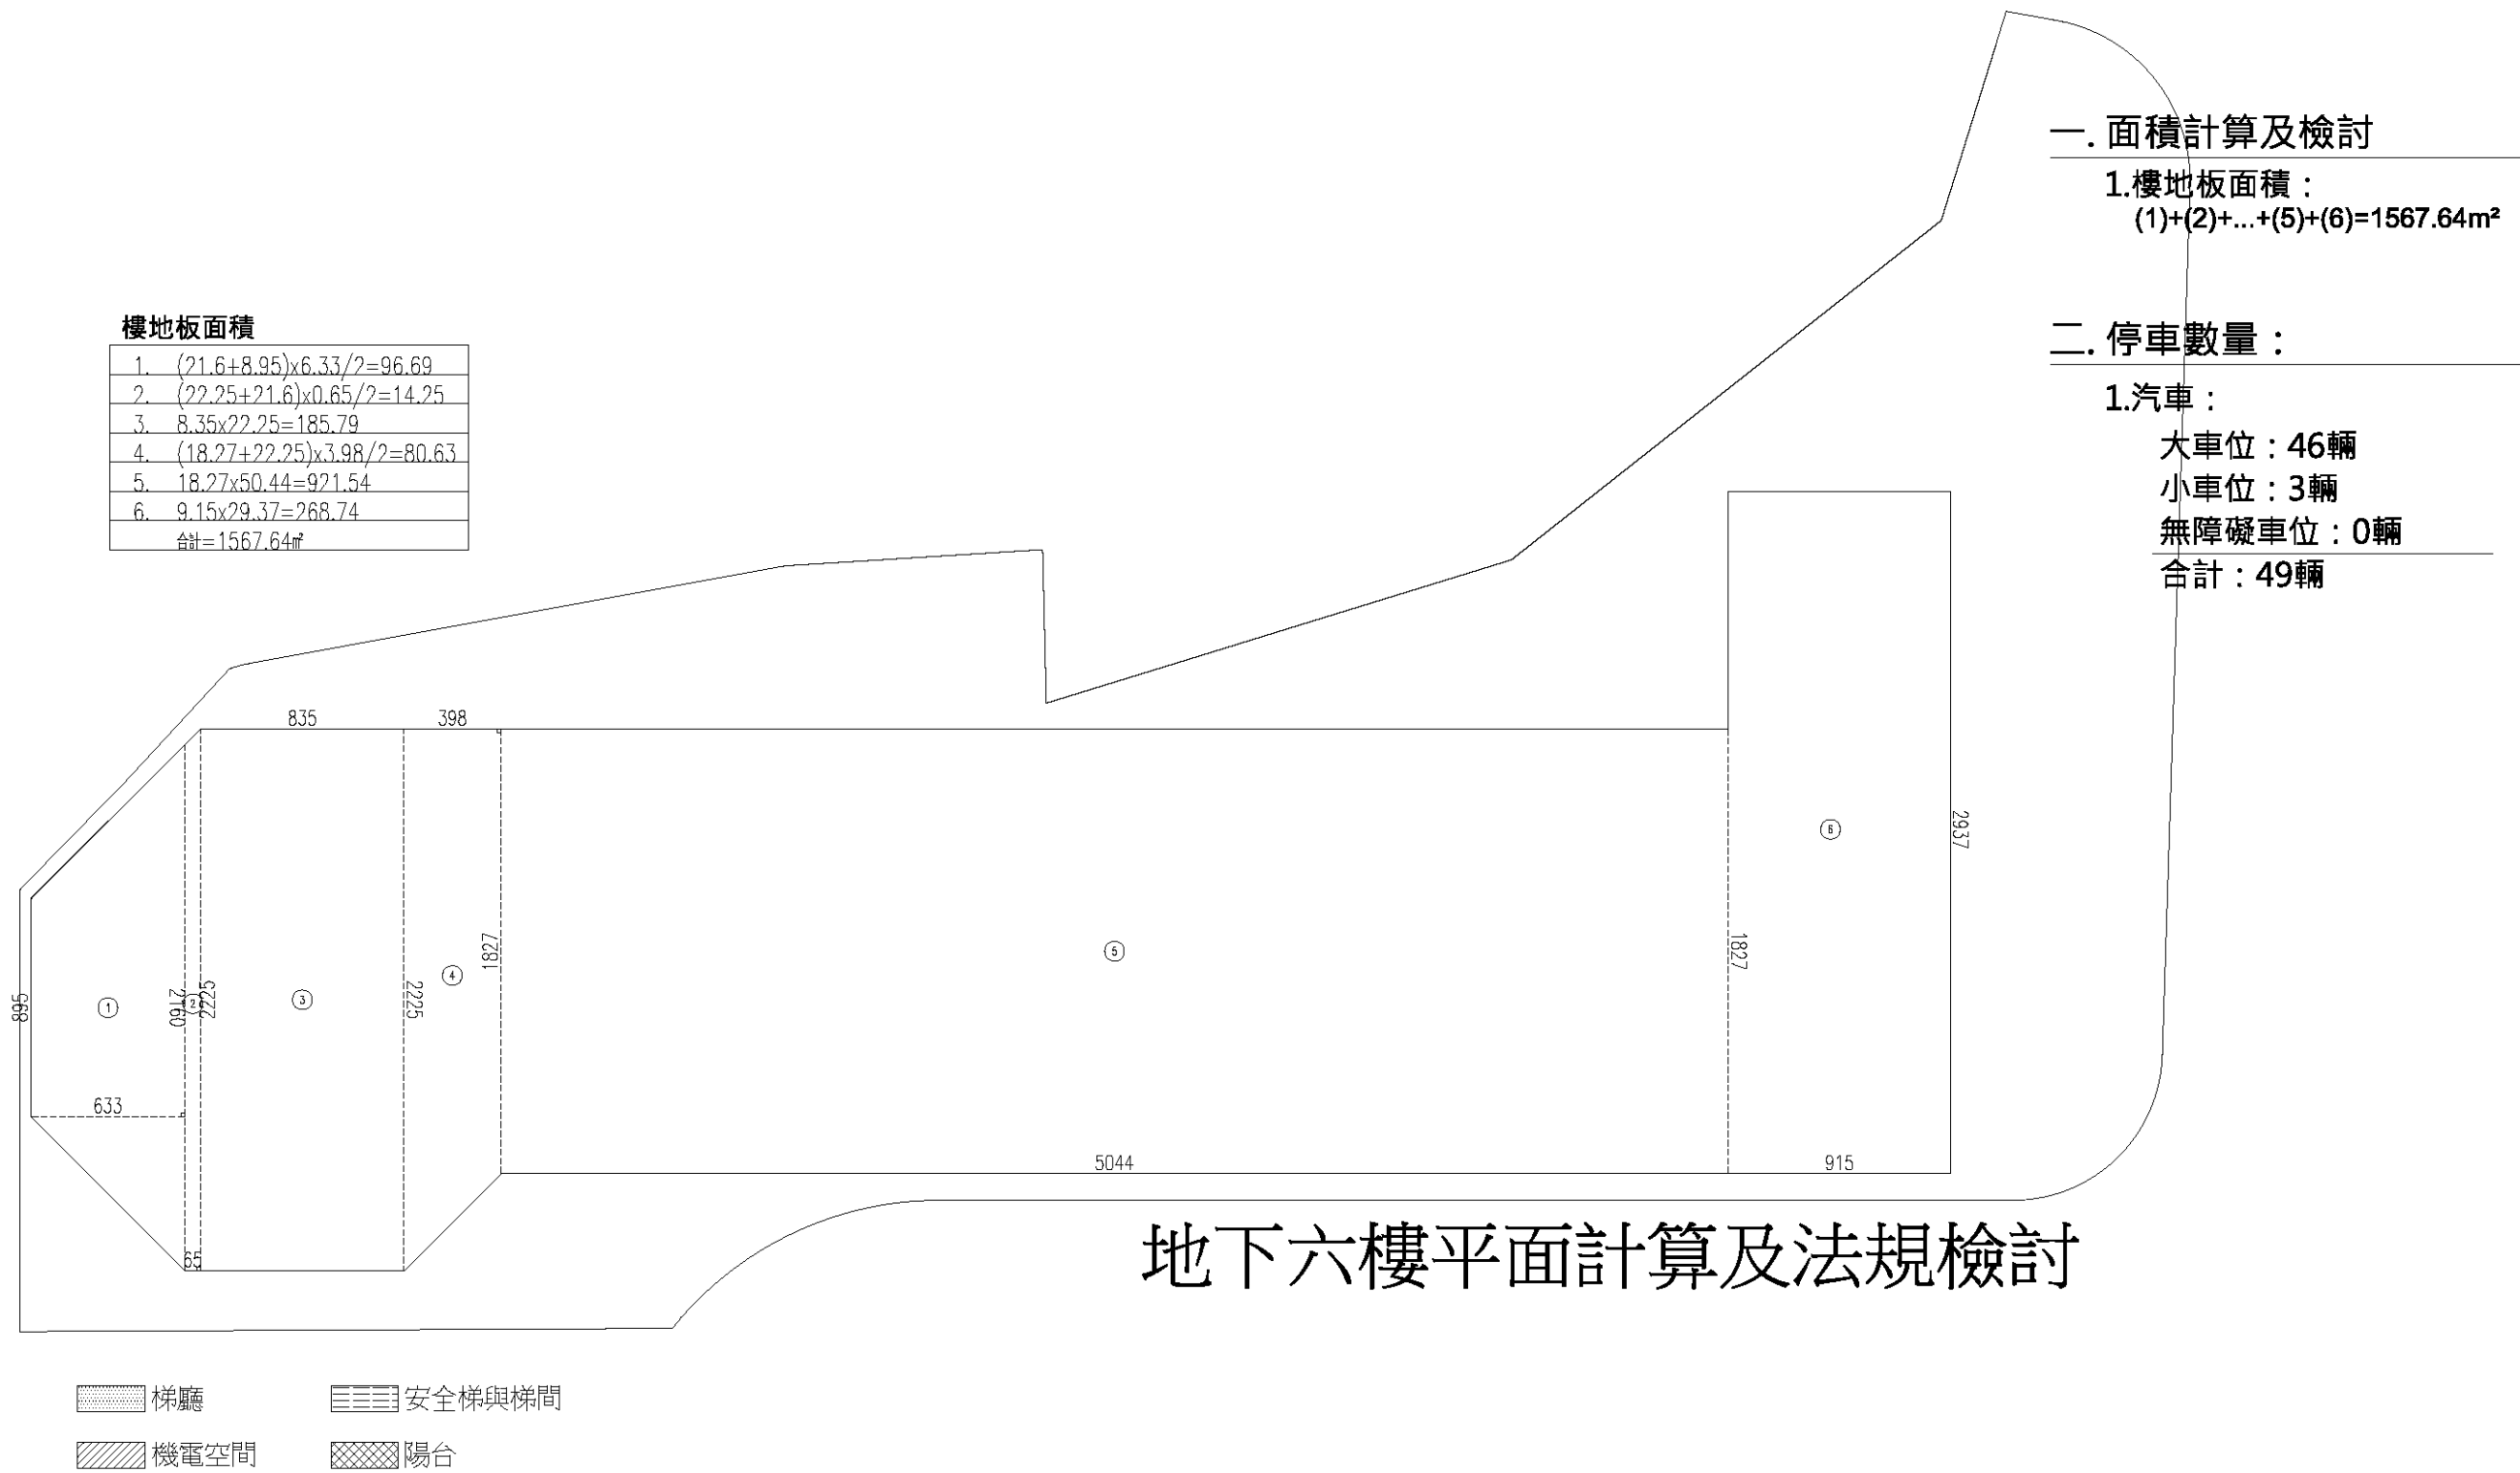 一. 面積計算及檢討
1.樓地板面積：
(1)+(2)+...+(5)+(6)=1567.64m²
二. 停車數量：
1.汽車：
大車位：46輛
小車位：3輛
無障礙車位：0輛
合計：49輛
樓地板面積
1. (21.6+8.95)x6.33/2=96.69
2. (22.25+21.6)x0.65/2=14.25
3. 8.35x22.25=185.79
4. (18.27+22.25)x3.98/2=80.63
5. 18.27x50.44=921.54
6. 9.15x29.37=268.74
合計=1567.64㎡
835
398
895
1
2160
2
2225
3
2225
4
1827
5
1827
6
2937
633
65
5044
915
地下六樓平面計算及法規檢討
梯廳
安全梯與梯間
機電空間
陽台